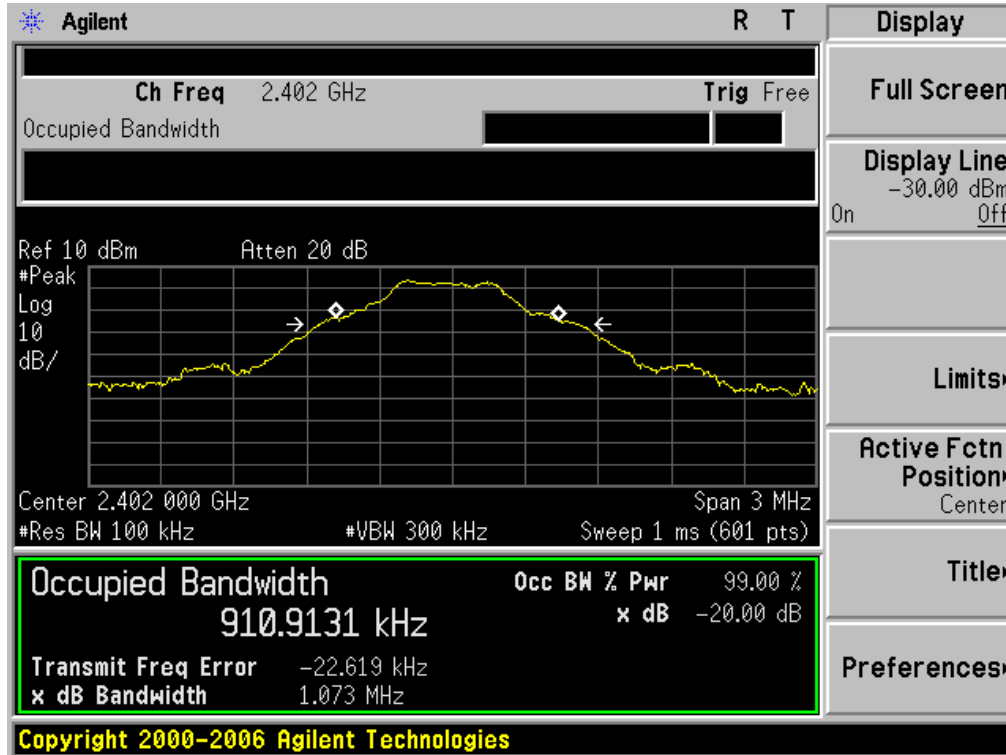 Agilent R T Display
Ch Freq 2.402 GHz Trig Free
Occupied Bandwidth
Full Screen
Display Line
-30.00 dBm
On Off
Ref 10 dBm Atten 20 dB
#Peak
Log
10
dB/
Limits
Active Fctn
Position
Center
Center 2.402 000 GHz Span 3 MHz
#Res BW 100 kHz #VBW 300 kHz Sweep 1 ms (601 pts)
Occupied Bandwidth Occ BW % Pwr 99.00 %
910.9131 kHz x dB -20.00 dB
Title
Transmit Freq Error -22.619 kHz
x dB Bandwidth 1.073 MHz
Preferences
Copyright 2000-2006 Agilent Technologies